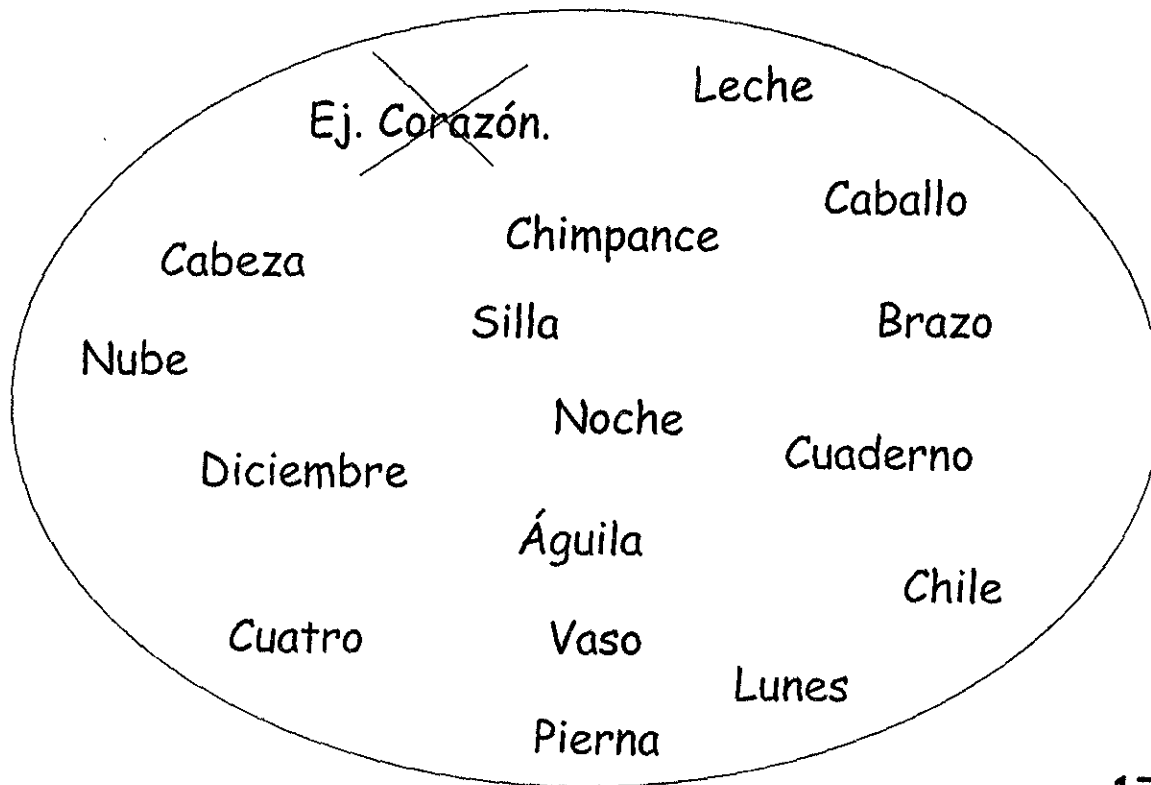 Leche
Ej. Corazón.
Caballo
Chimpance
Cabeza
Silla
Brazo
Nube
Noche
Cuaderno
Diciembre
Águila
Chile
Cuatro
Vaso
Lunes
Pierna